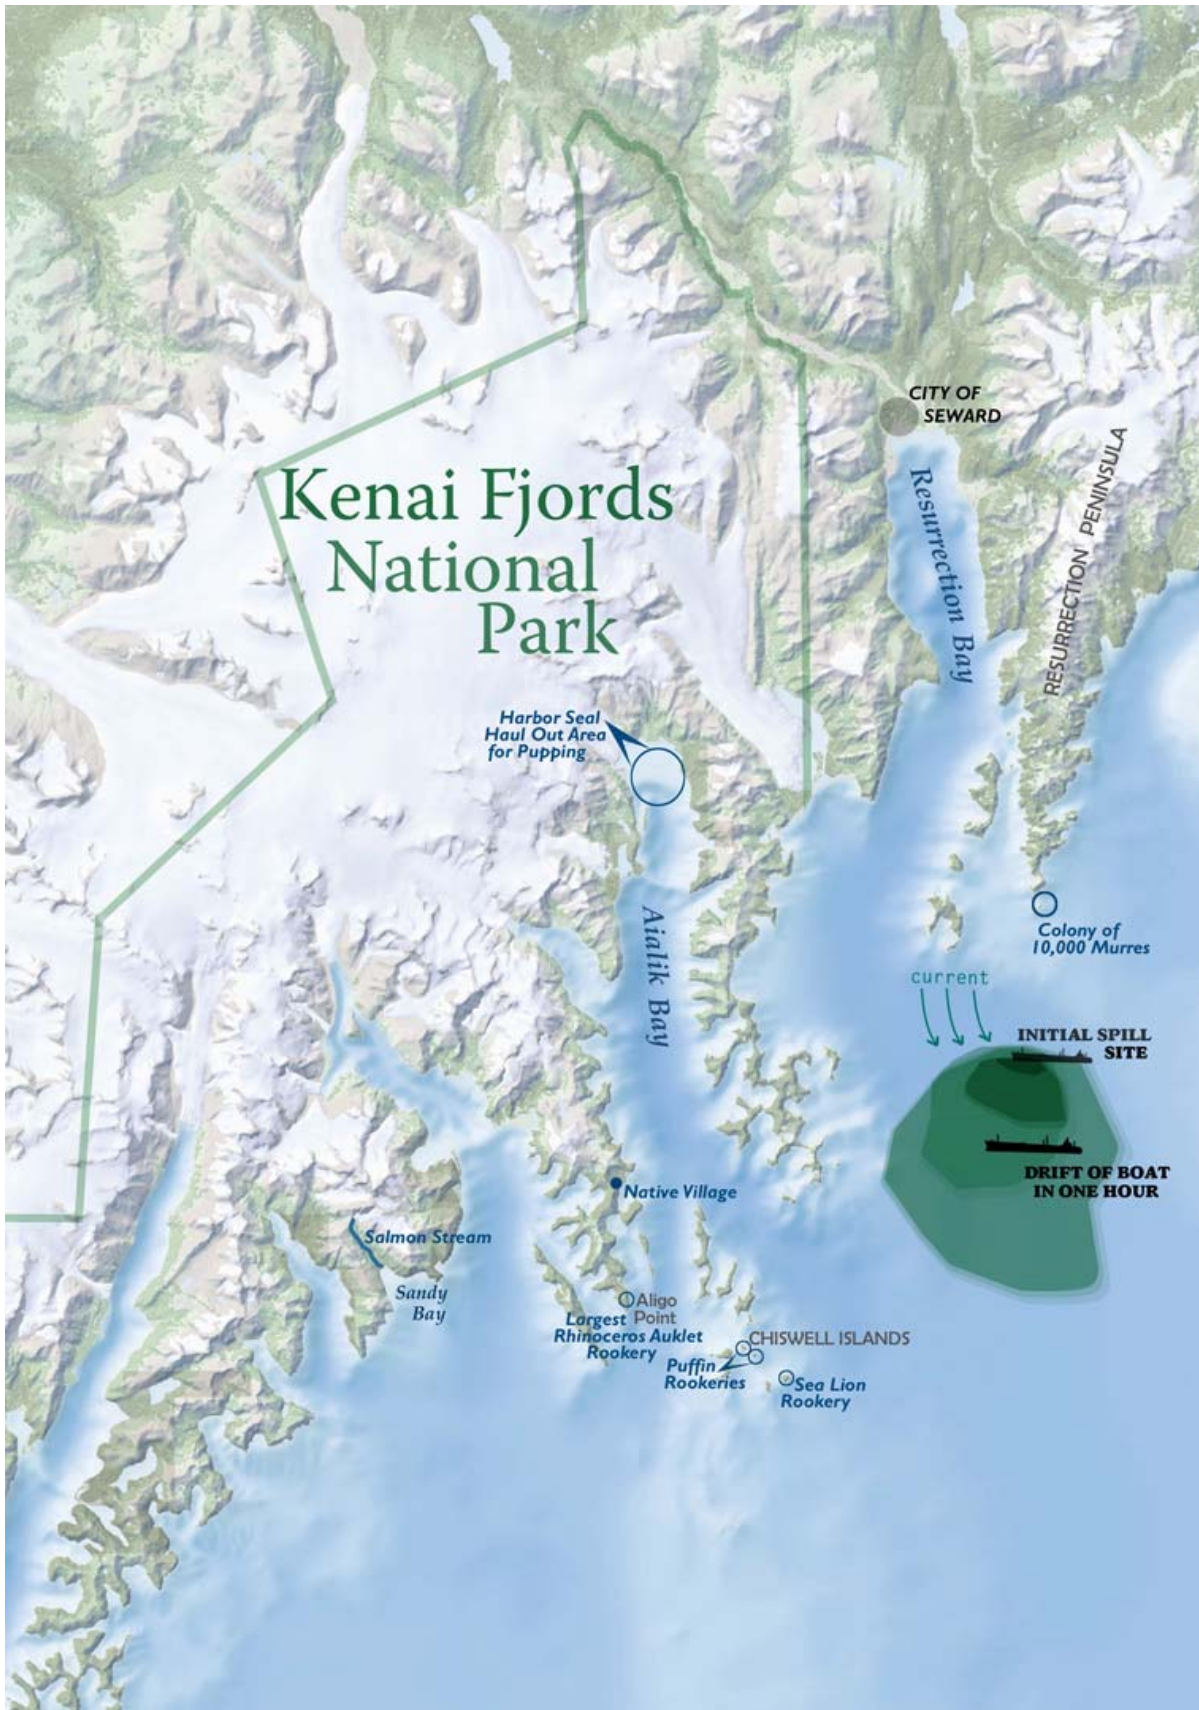 CITY OF
SEWARD
Kenai Fjords
National
Park
Resurrection Bay
RESURRECTION PENINSULA
Harbor Seal
Haul Out Area
for Pupping
Aialik Bay
Colony of
10,000 Murres
current
INITIAL SPILL
SITE
DRIFT OF BOAT
IN ONE HOUR
Native Village
Salmon Stream
Sandy
Bay
Aligo
Point
Largest
Rhinoceros Auklet
Rookery
CHISWELL ISLANDS
Puffin
Rookeries
Sea Lion
Rookery